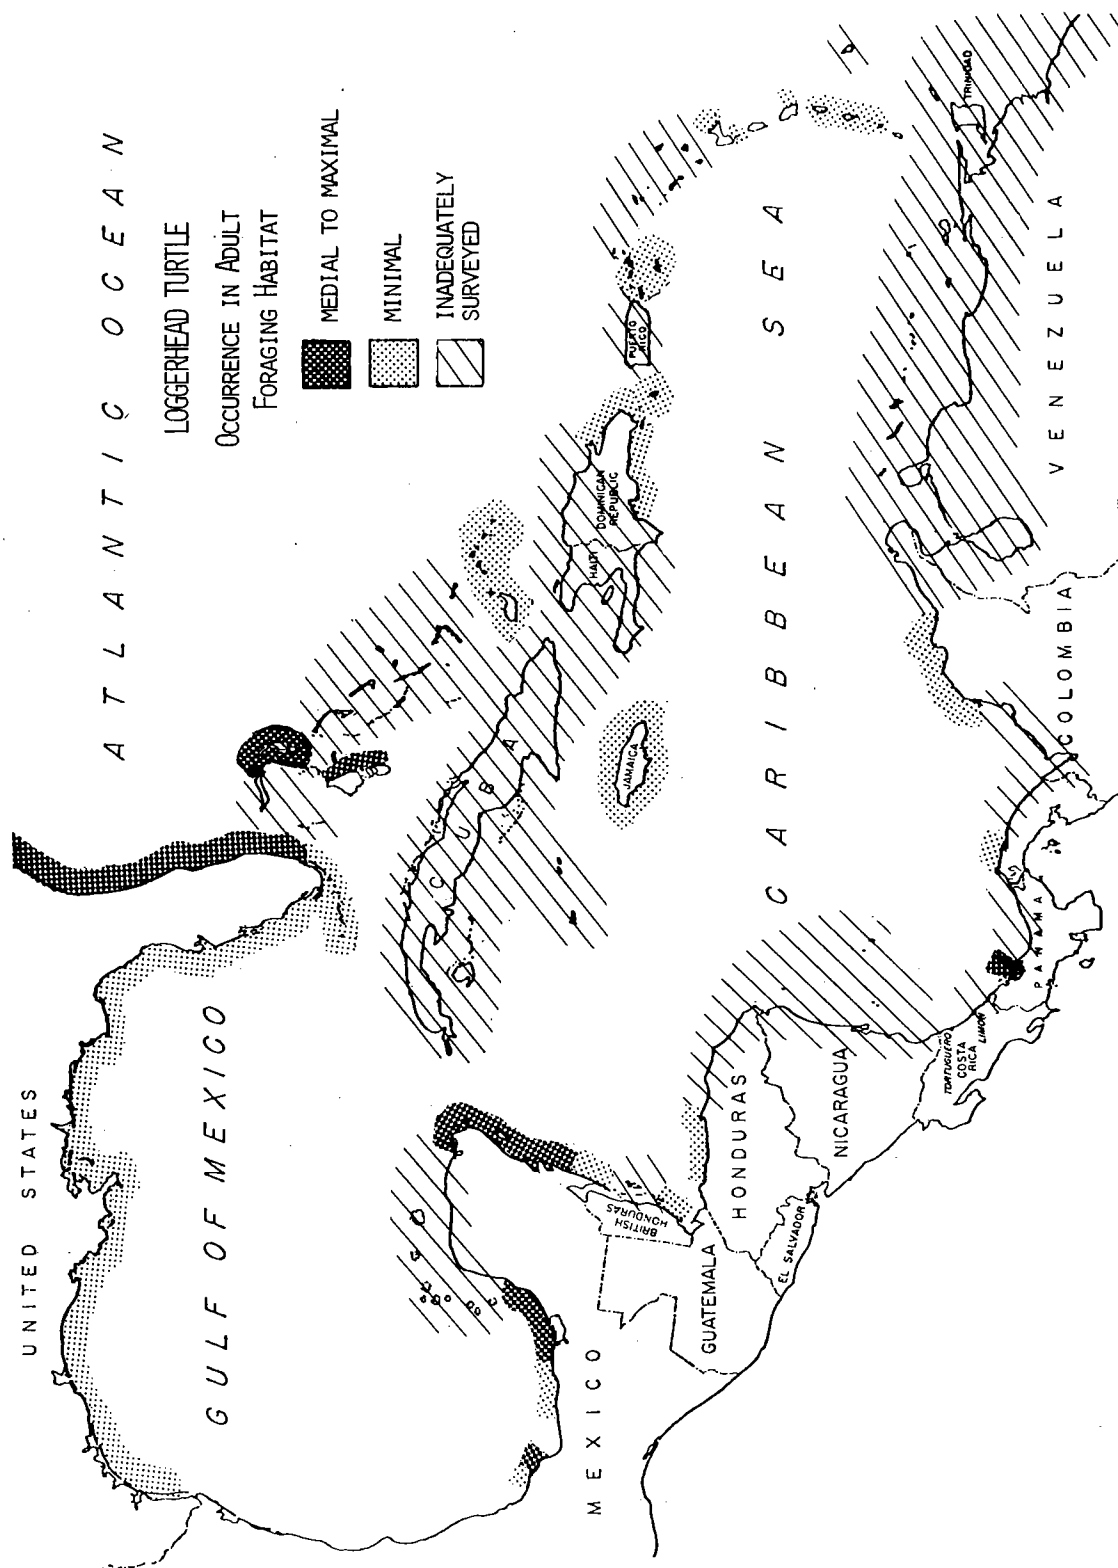 ATLANTIC OCEAN
LOGGERHEAD TURTLE
OCCURRENCE IN ADULT
FORAGING HABITAT
MEDIAL TO MAXIMAL
MINIMAL
INADEQUATELY
SURVEYED
UNITED STATES
GULF OF MEXICO
CUBA
HAITI
DOMINICAN
REPUBLIC
PUERTO
RICO
JAMAICA
CARIBBEAN SEA
MEXICO
BRITISH
HONDURAS
GUATEMALA
HONDURAS
EL SALVADOR
NICARAGUA
TORTUGUERO
COSTA
RICA
LIMON
PANAMA
COLOMBIA
VENEZUELA
TRINIDAD